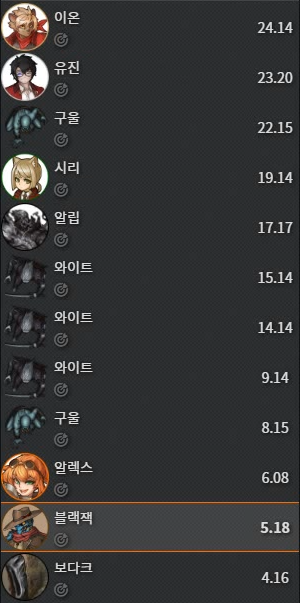 이온
24.14
유진
23.20
구울
22.15
시리
19.14
알립
17.17
와이트
15.14
와이트
14.14
와이트
9.14
구울
8.15
알렉스
6.08
블랙잭
5.18
보다크
4.16